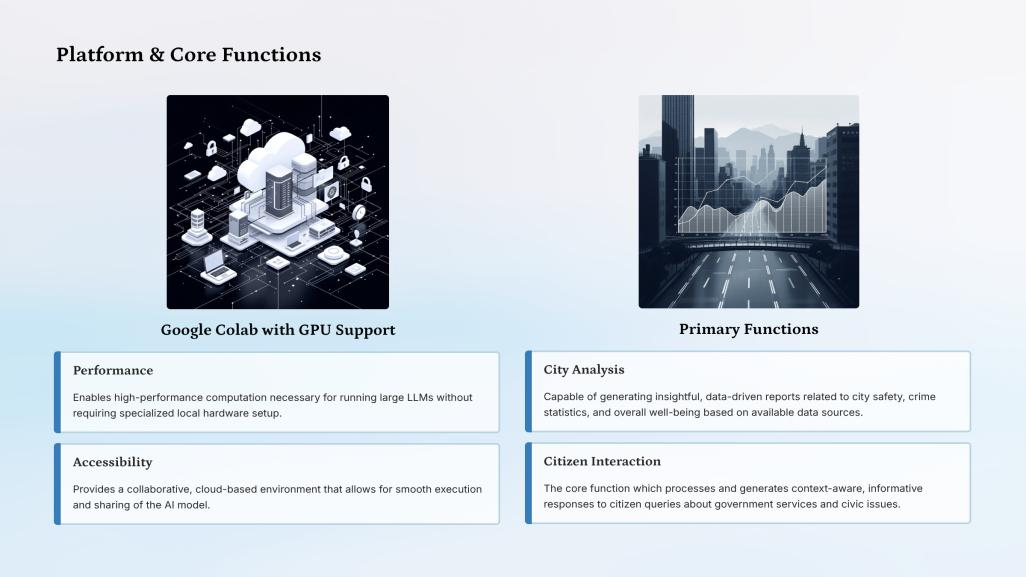 Platform & Core Functions
Google Colab with GPU Support
Performance
Enables high-performance computation necessary for running large LLMs without
requiring specialized local hardware setup.
Accessibility
Provides a collaborative, cloud-based environment that allows for smooth execution
and sharing of the AI model.
Primary Functions
City Analysis
Capable of generating insightful, data-driven reports related to city safety, crime
statistics, and overall well-being based on available data sources.
Citizen Interaction
The core function which processes and generates context-aware, informative
responses to citizen queries about government services and civic issues.